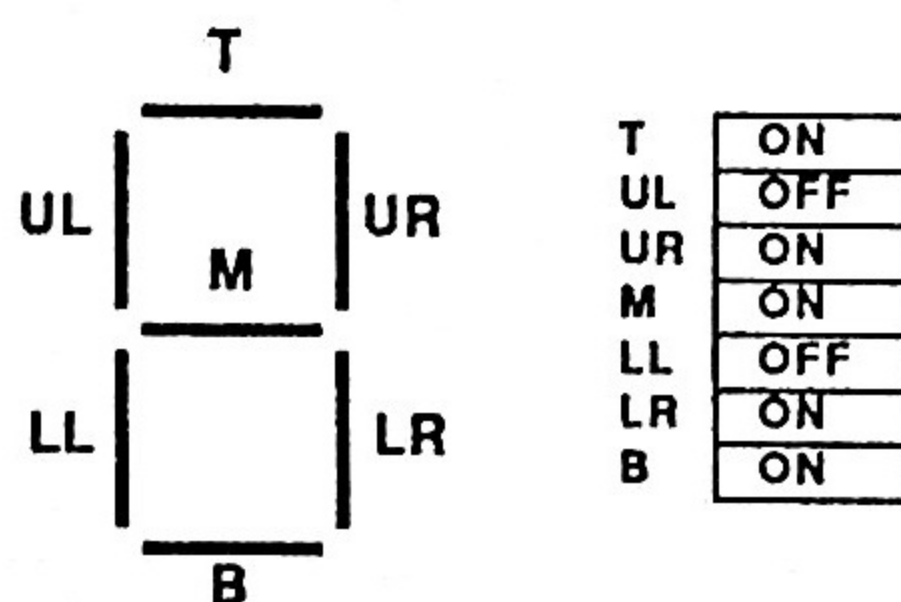 T
UL
UR
M
LL
LR
B
T ON
UL OFF
UR ON
M ON
LL OFF
LR ON
B ON